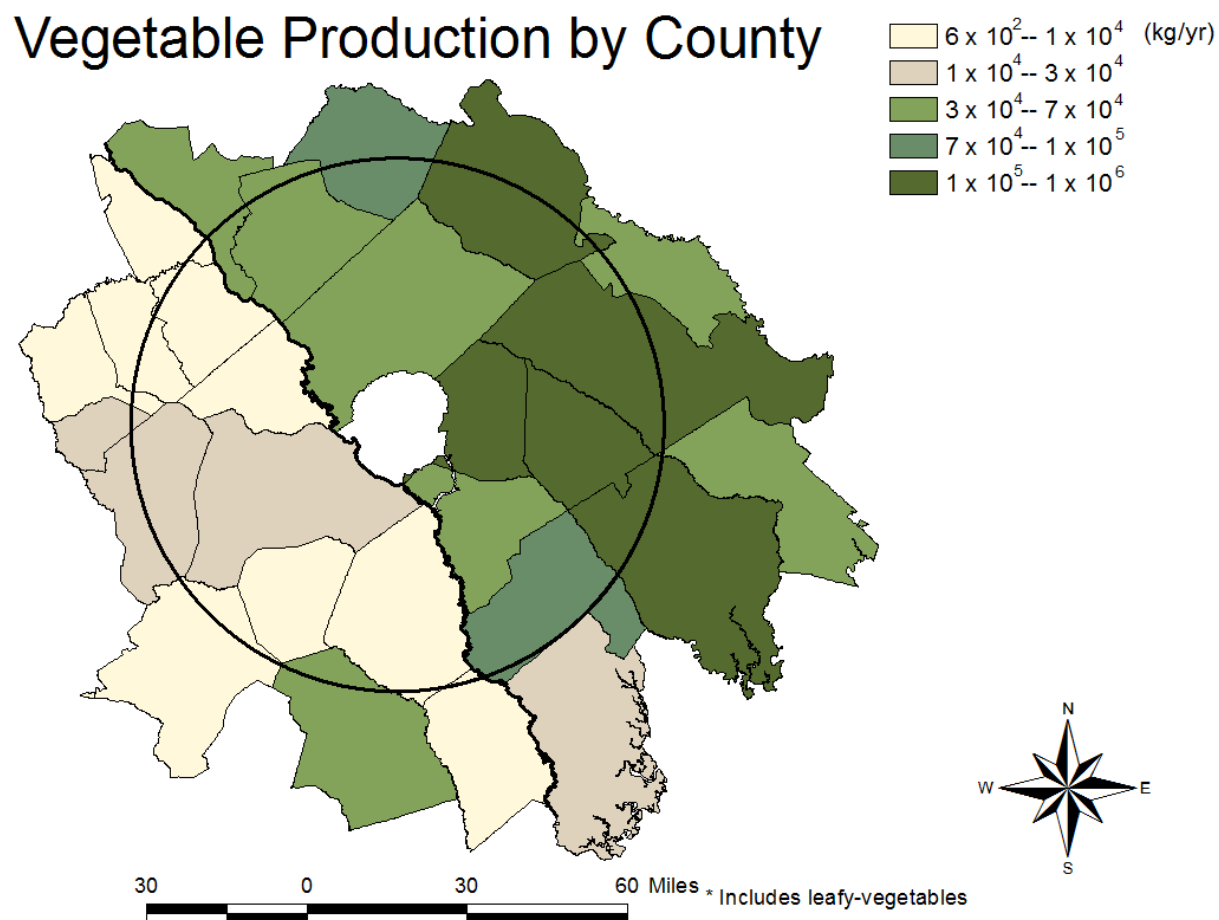 Vegetable Production by County
6 x 10² -- 1 x 10⁴ (kg/yr)
1 x 10⁴ -- 3 x 10⁴
3 x 10⁴ -- 7 x 10⁴
7 x 10⁴ -- 1 x 10⁵
1 x 10⁵ -- 1 x 10⁶
N
W E
S
30 0 30 60 Miles
* Includes leafy-vegetables